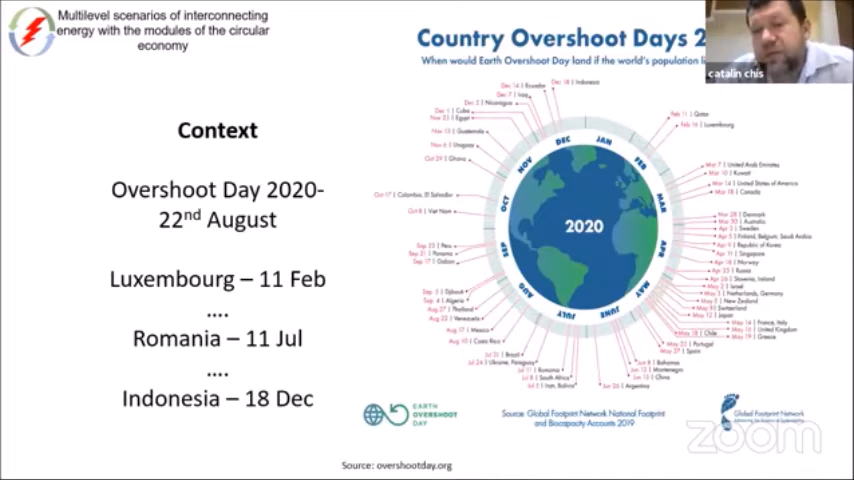 Multilevel scenarios of interconnecting
energy with the modules of the circular
economy
Context
Overshoot Day 2020-
22nd August
Luxembourg – 11 Feb
....
Romania – 11 Jul
....
Indonesia – 18 Dec
Country Overshoot Days 2
When would Earth Overshoot Day land if the world's population li
catalin chis
Dec 18 | Indonesia
Dec 14 | Ecuador
Dec 7 | Iraq
Dec 3 | Nicaragua
Dec 1 | Cuba
Nov 13 | Guatemala
Nov 6 | Uruguay
Oct 29 | Ghana
Oct 17 | Colombia, El Salvador
Oct 8 | Viet Nam
Sep 23 | Peru
Sep 21 | Panama
Sep 17 | Gabon
Sep 3 | Djibouti
Sep 4 | Algeria
Aug 27 | Thailand
Aug 22 | Venezuela
Aug 17 | Mexico
Aug 10 | Costa Rica
Jul 31 | Brazil
Jul 24 | Ukraine, Paraguay
Jul 11 | Romania
Jul 8 | South Africa
Jul 5 | Iran, Bolivia
Feb 11 | Qatar
Feb 16 | Luxembourg
Mar 7 | United Arab Emirates
Mar 10 | Kuwait
Mar 14 | United States of America
Mar 18 | Canada
Mar 28 | Denmark
Mar 30 | Australia
Apr 2 | Sweden
Apr 5 | Finland, Belgium, Saudi Arabia
Apr 9 | Republic of Korea
Apr 11 | Singapore
Apr 18 | Norway
Apr 25 | Russia
Apr 26 | Slovenia, Ireland
May 2 | Israel
May 3 | Netherlands, Germany
May 5 | New Zealand
Switzerland
May 12 | Japan
May 14 | France, Italy
May 16 | United Kingdom
May 18 | Chile
May 19 | Greece
May 25 | Portugal
May 27 | Spain
Jun 8 | Bahamas
Jun 12 | Montenegro
Jun 13 | China
Jun 26 | Argentina
JAN
FEB
MAR
APR
MAY
JUNE
JULY
AUG
SEP
OCT
NOV
DEC
2020
EARTH
OVERSHOOT
DAY
Source: Global Footprint Network National Footprint
and Biocapacity Accounts 2019
Global Footprint Network
zoom
Source: overshootday.org